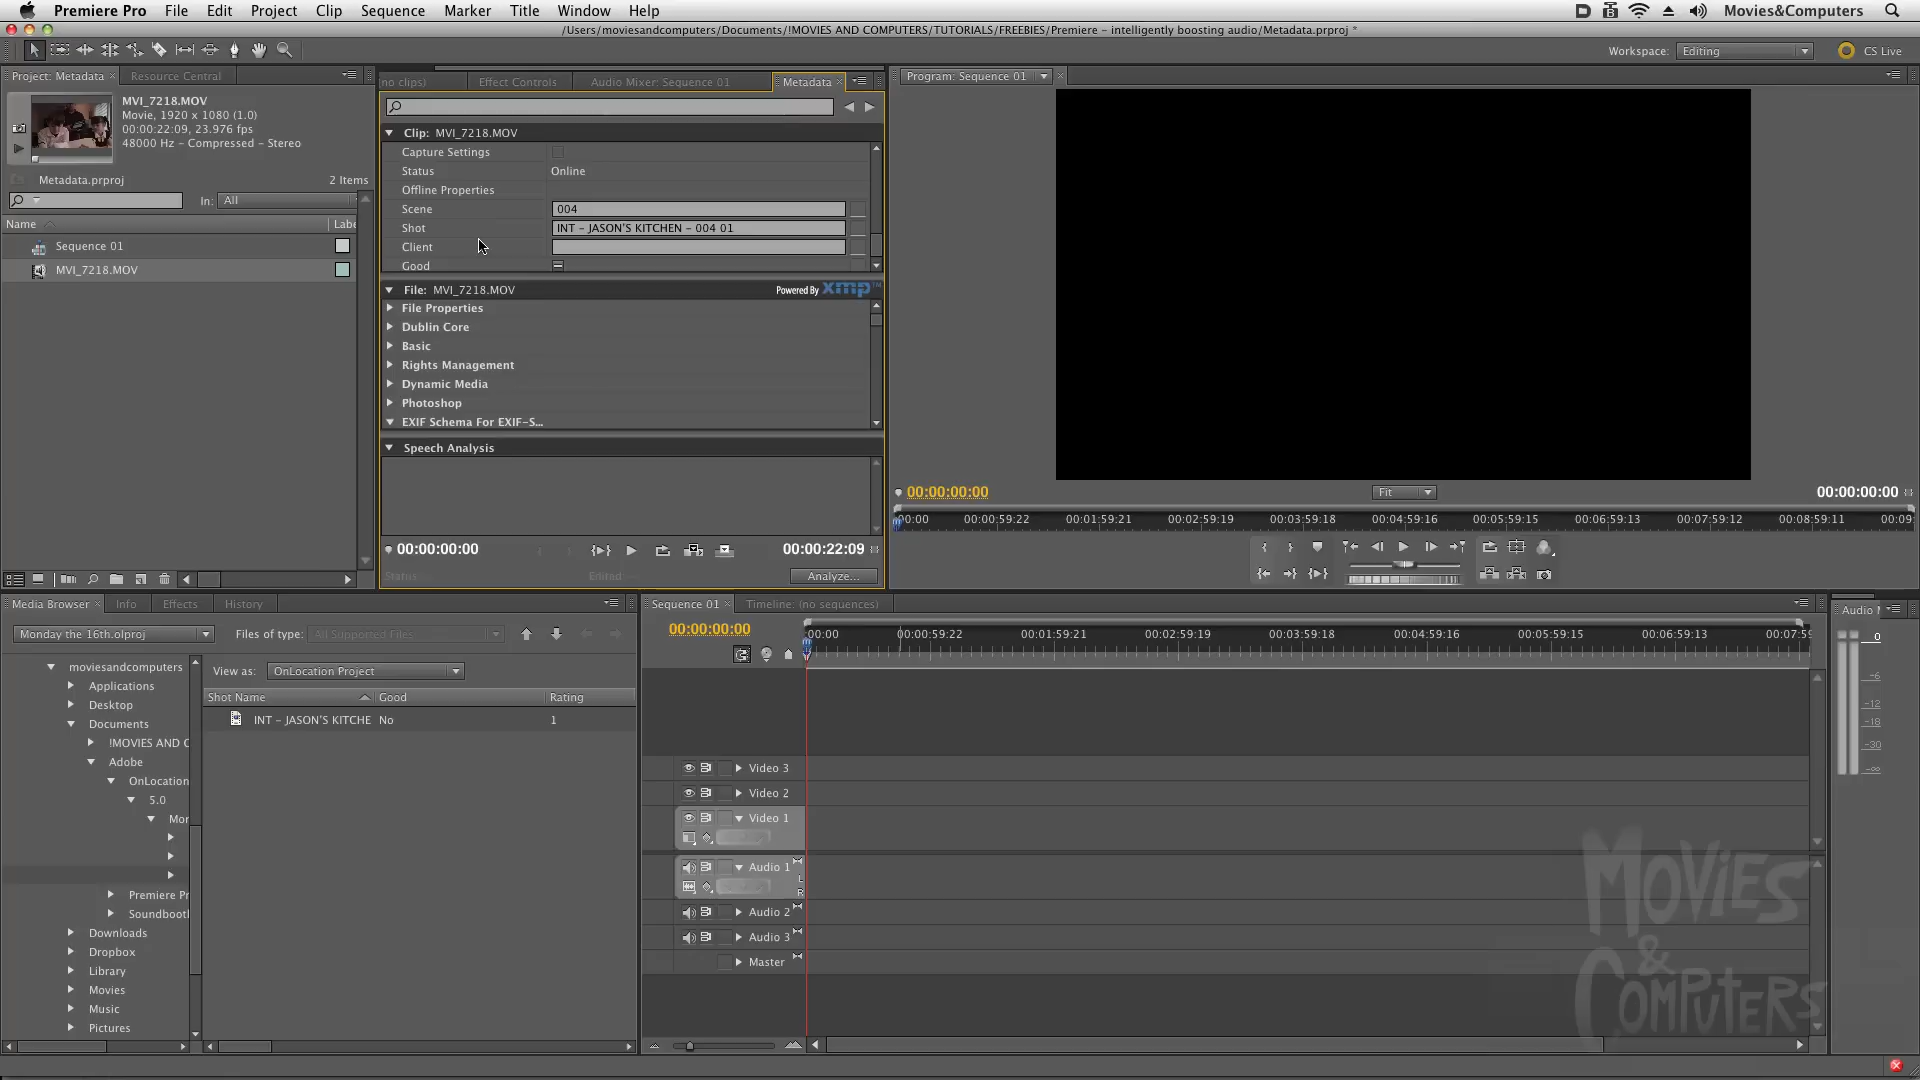 Premiere Pro File Edit Project Clip Sequence Marker Title Window Help Movies&Computers
/Users/moviesandcomputers/Documents/!MOVIES AND COMPUTERS/TUTORIALS/FREEBIES/Premiere – intelligently boosting audio/Metadata.prproj *
Workspace: Editing CS Live
Project: Metadata Resource Central
MVI_7218.MOV
Movie, 1920 x 1080 (1.0)
00:00:22:09, 23.976 fps
48000 Hz – Compressed – Stereo
Metadata.prproj 2 Items
In: All
Name Labe
Sequence 01
MVI_7218.MOV
no clips) Effect Controls Audio Mixer: Sequence 01 Metadata
Clip: MVI_7218.MOV
Capture Settings
Status Online
Offline Properties
Scene 004
Shot INT – JASON'S KITCHEN – 004 01
Client
Good
File: MVI_7218.MOV Powered By xmp™
File Properties
Dublin Core
Basic
Rights Management
Dynamic Media
Photoshop
EXIF Schema For EXIF–S...
Speech Analysis
00:00:00:00 00:00:22:09
Status: Edited: Analyze...
Program: Sequence 01
00:00:00:00 Fit 00:00:00:00
00:00 00:00:59:22 00:01:59:21 00:02:59:19 00:03:59:18 00:04:59:16 00:05:59:15 00:06:59:13 00:07:59:12 00:08:59:11 00:09:
Media Browser Info Effects History
Monday the 16th.olproj Files of type: All Supported Files
View as: OnLocation Project
moviesandcomputers
Applications
Desktop
Documents
!MOVIES AND C
Adobe
OnLocation
5.0
Mor
Premiere Pr
Soundbooth
Downloads
Dropbox
Library
Movies
Music
Pictures
Shot Name Good Rating
INT – JASON'S KITCHE No 1
Sequence 01 Timeline: (no sequences)
00:00:00:00
00:00 00:00:59:22 00:01:59:21 00:02:59:19 00:03:59:18 00:04:59:16 00:05:59:15 00:06:59:13 00:07:59
Video 3
Video 2
Video 1
Audio 1
L
R
Audio 2
Audio 3
Master
Audio
0
-6
-12
-18
-30
-∞
MOVIES
&
COMPUTERS